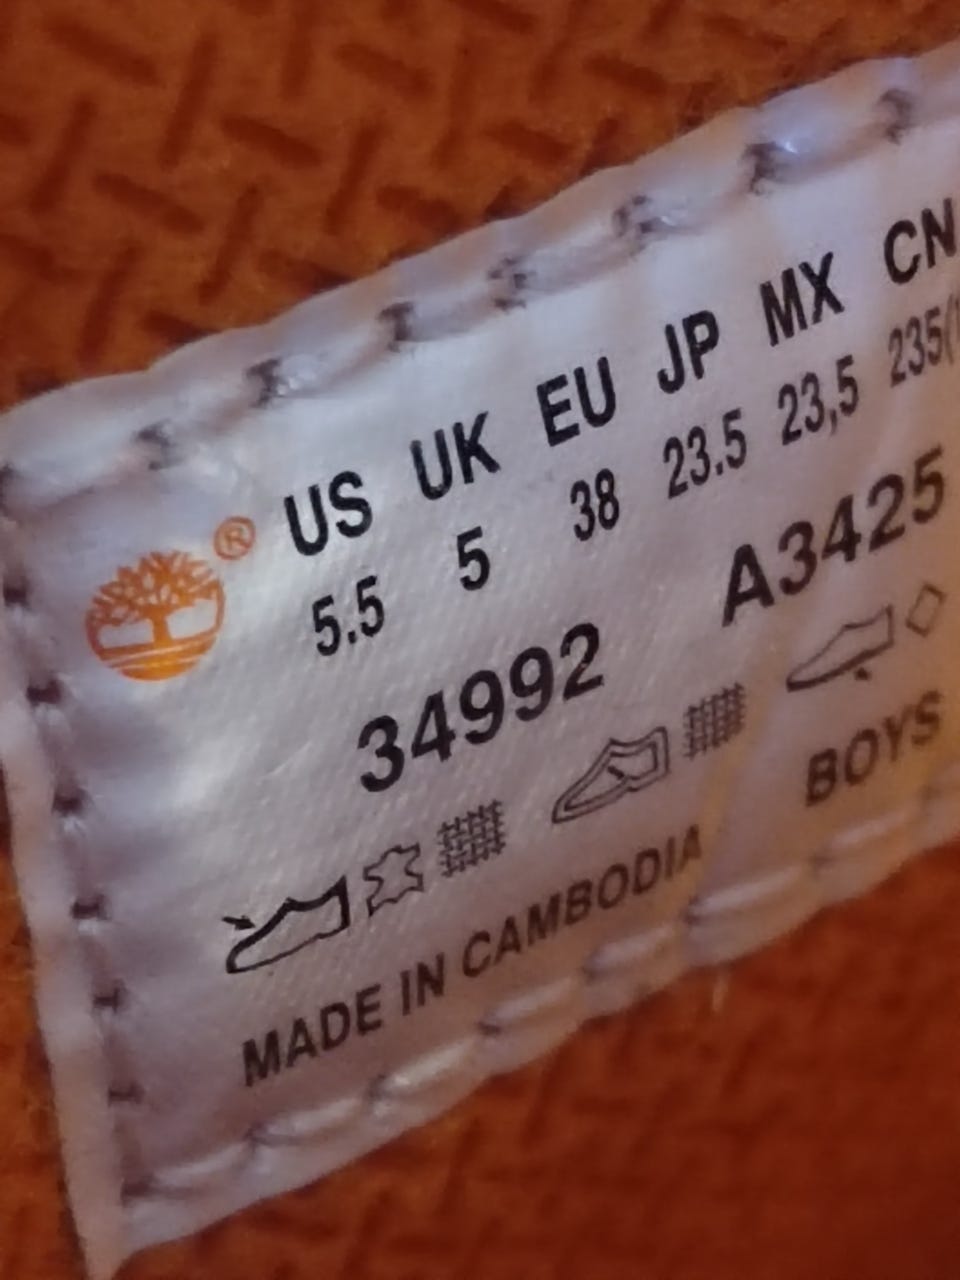 ® US UK EU JP MX CN
5.5 5 38 23.5 23,5 235(
34992 A3425
BOYS
MADE IN CAMBODIA